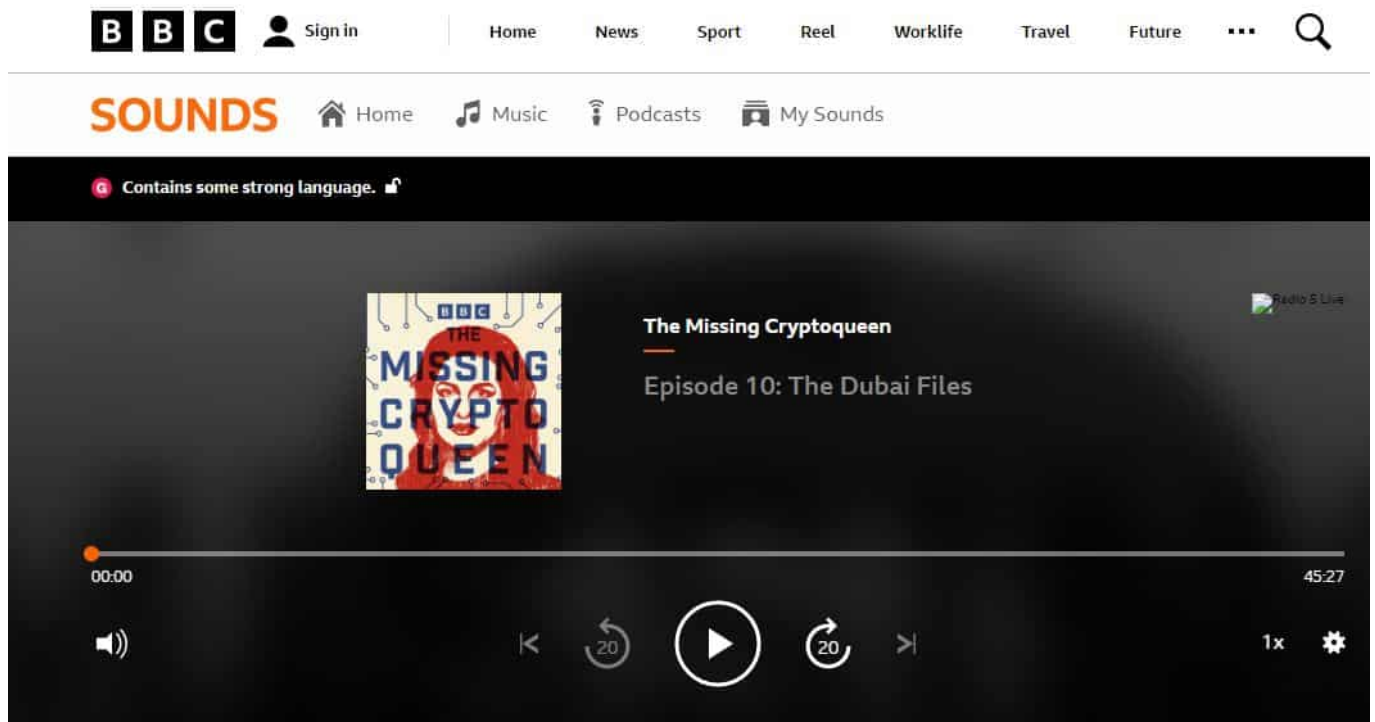 BBC Sign in Home News Sport Reel Worklife Travel Future ...
SOUNDS Home Music Podcasts My Sounds
G Contains some strong language.
BBC
THE
MISSING
CRYPTO
QUEEN
The Missing Cryptoqueen
Episode 10: The Dubai Files
Radio 5 Live
00:00 45:27
20 20 1x